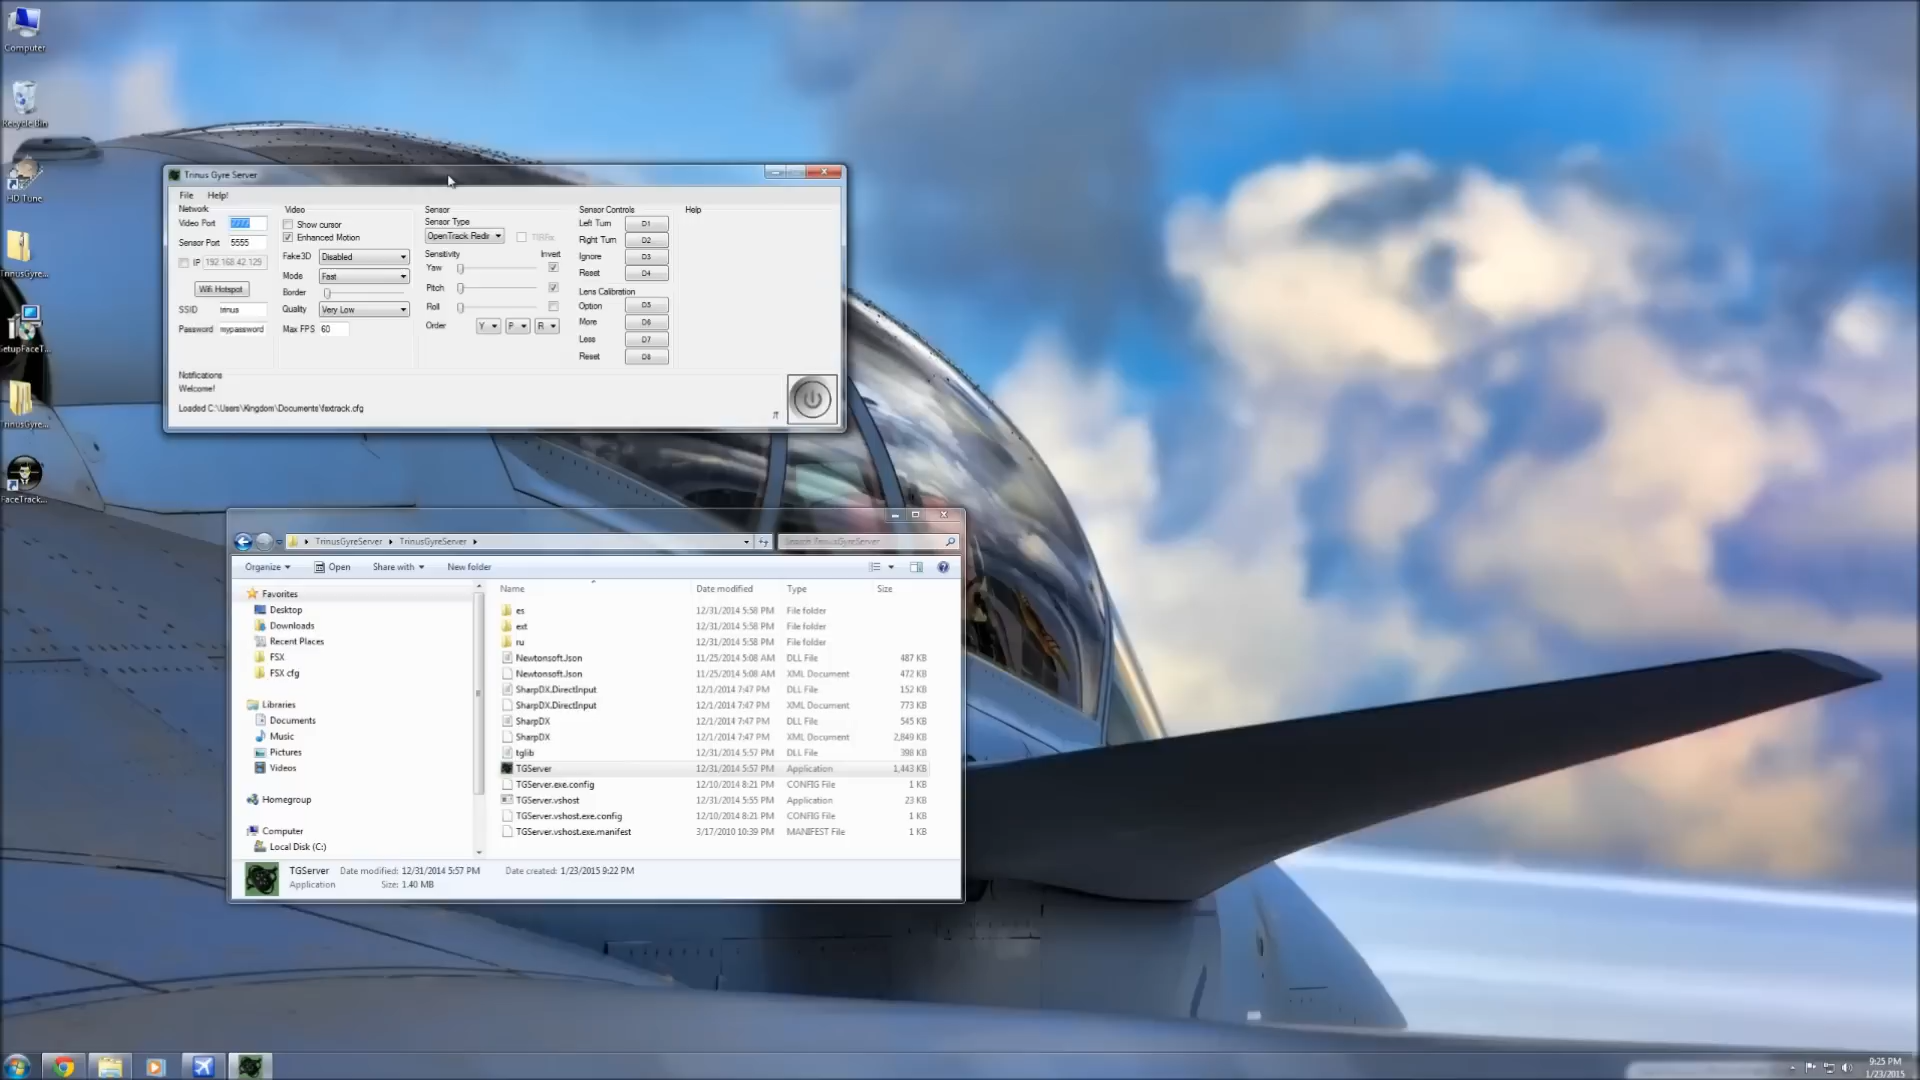 Computer
Recycle Bin
HD Tune
TrinusGyre...
SetupFaceT...
TrinusGyre...
FaceTrack...
Trinus Gyre Server
File Help!
Network
Video Port
Sensor Port 5555
IP 192.168.42.129
Wifi Hotspot
SSID trinus
Password mypassword
Video
Show cursor
Enhanced Motion
Fake3D Disabled
Mode Fast
Border
Quality Very Low
Max FPS 60
Sensor
Sensor Type
OpenTrack Redir
Sensitivity Invert
Yaw
Pitch
Roll
Order Y P R
Sensor Controls
Left Turn D1
Right Turn D2
Ignore D3
Reset D4
Lens Calibration
Option D5
More D6
Less D7
Reset D8
Help
Notifications
Welcome!
Loaded C:\Users\Kingdom\Documents\fsxtrack.cfg
TrinusGyreServer TrinusGyreServer
Search TrinusGyreServer
Organize Open Share with New folder
Favorites
Desktop
Downloads
Recent Places
FSX
FSX cfg
Libraries
Documents
Music
Pictures
Videos
Homegroup
Computer
Local Disk (C:)
Name Date modified Type Size
es 12/31/2014 5:58 PM File folder
ext 12/31/2014 5:58 PM File folder
ru 12/31/2014 5:58 PM File folder
Newtonsoft.Json 11/25/2014 5:08 AM DLL File 487 KB
Newtonsoft.Json 11/25/2014 5:08 AM XML Document 472 KB
SharpDX.DirectInput 12/1/2014 7:47 PM DLL File 152 KB
SharpDX.DirectInput 12/1/2014 7:47 PM XML Document 773 KB
SharpDX 12/1/2014 7:47 PM DLL File 545 KB
SharpDX 12/1/2014 7:47 PM XML Document 2,849 KB
tglib 12/31/2014 5:57 PM DLL File 398 KB
TGServer 12/31/2014 5:57 PM Application 1,443 KB
TGServer.exe.config 12/10/2014 8:21 PM CONFIG File 1 KB
TGServer.vshost 12/31/2014 5:55 PM Application 23 KB
TGServer.vshost.exe.config 12/10/2014 8:21 PM CONFIG File 1 KB
TGServer.vshost.exe.manifest 3/17/2010 10:39 PM MANIFEST File 1 KB
TGServer Date modified: 12/31/2014 5:57 PM Date created: 1/23/2015 9:22 PM
Application Size: 1.40 MB
9:25 PM
1/23/2015